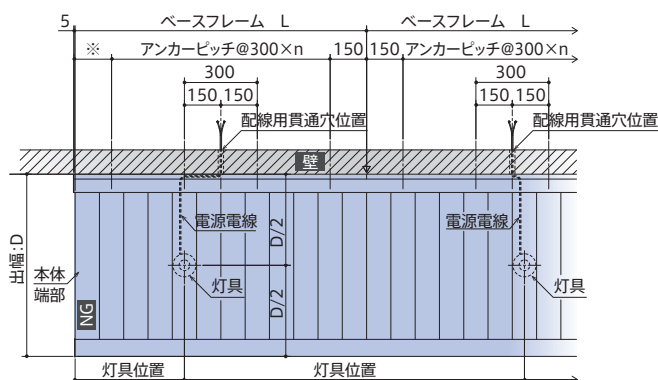 5
ベースフレーム L
ベースフレーム L
※
アンカーピッチ@300×n
150
150
アンカーピッチ@300×n
300
300
150
150
150
150
配線用貫通穴位置
配線用貫通穴位置
壁
電源電線
電源電線
D/2
出幅:D
本体
端部
灯具
灯具
D/2
NG
灯具位置
灯具位置